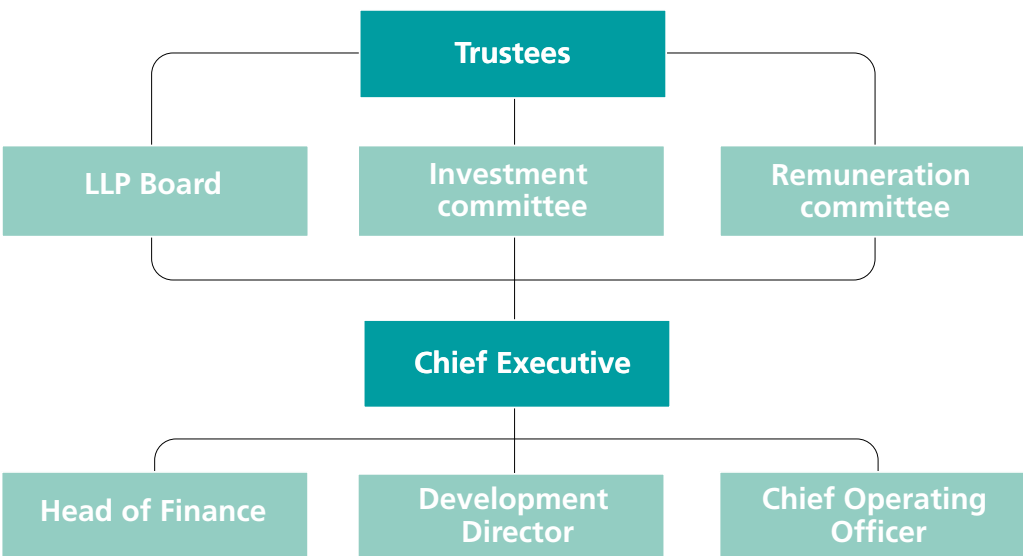 Trustees
LLP Board
Investment
committee
Remuneration
committee
Chief Executive
Head of Finance
Development
Director
Chief Operating
Officer